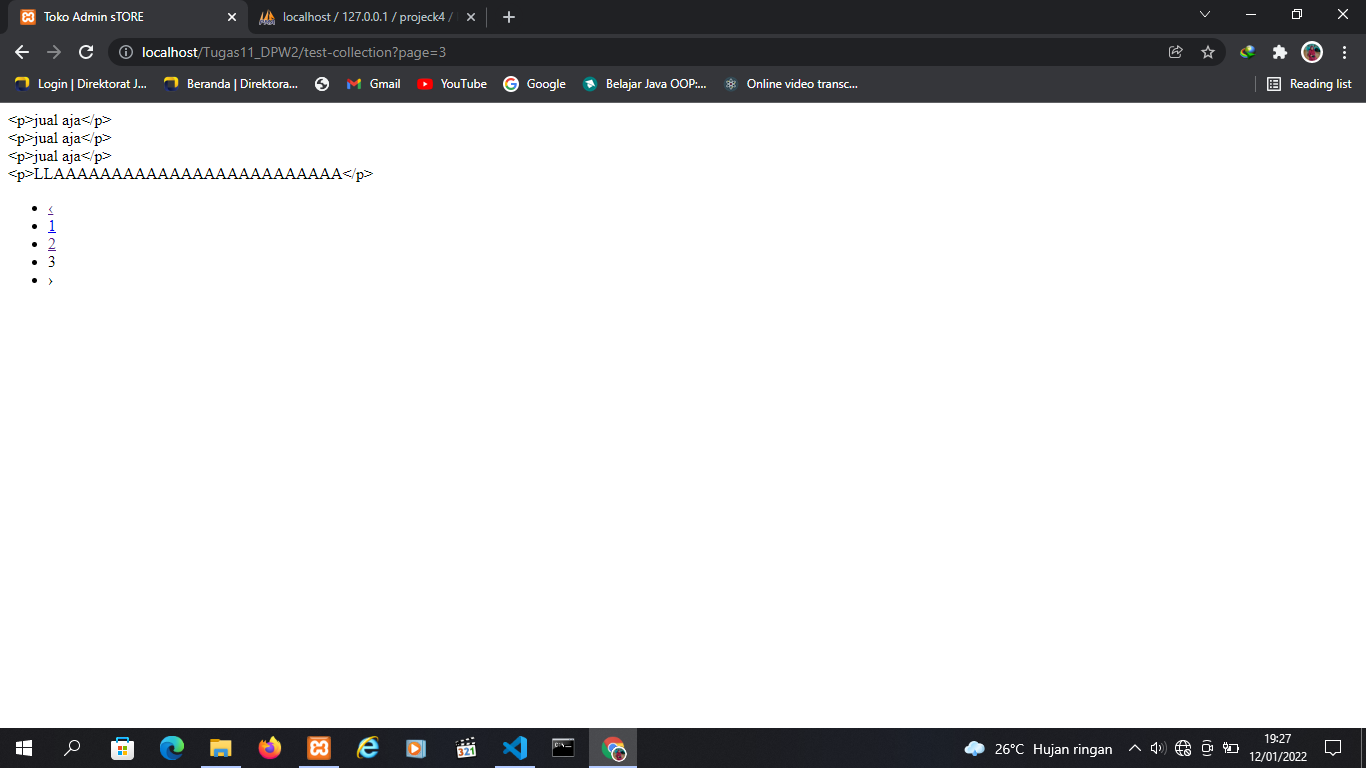 Toko Admin sTORE
localhost / 127.0.0.1 / projeck4 /
localhost/Tugas11_DPW2/test-collection?page=3
Login | Direktorat J... Beranda | Direktora... Gmail YouTube Google Belajar Java OOP:... Online video transc... Reading list
<p>jual aja</p>
<p>jual aja</p>
<p>jual aja</p>
<p>LLAAAAAAAAAAAAAAAAAAAAAAAAA</p>
‹
1
2
3
›
321
26°C Hujan ringan
19:27
12/01/2022